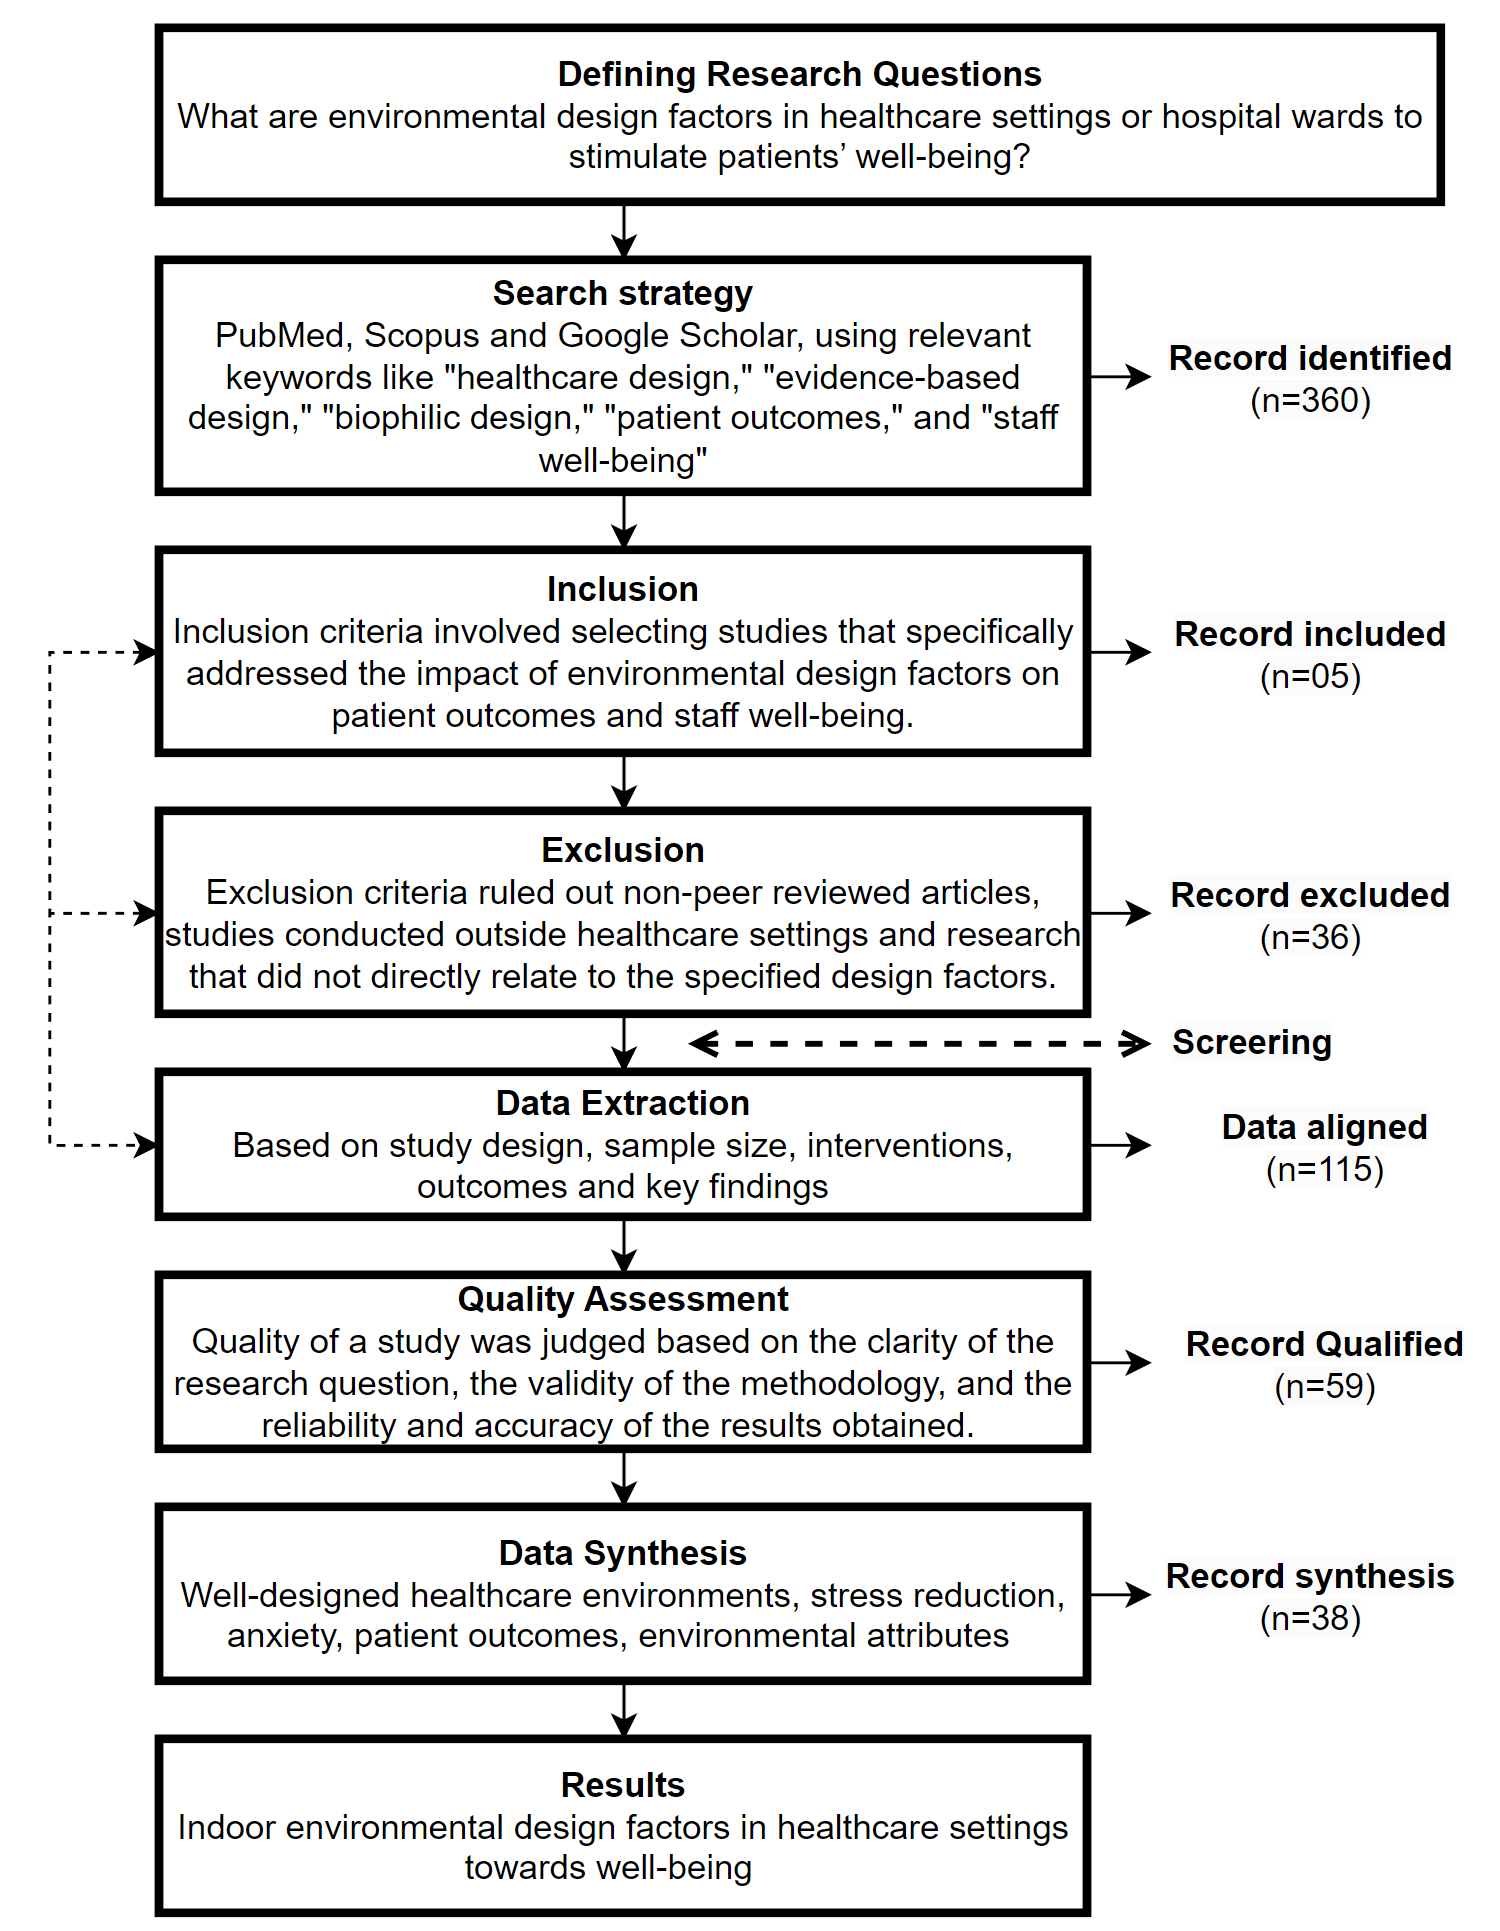 Defining Research Questions
What are environmental design factors in healthcare settings or hospital wards to
stimulate patients’ well-being?
Search strategy
PubMed, Scopus and Google Scholar, using relevant
keywords like "healthcare design," "evidence-based
design," "biophilic design," "patient outcomes," and "staff
well-being"
Record identified
(n=360)
Inclusion
Inclusion criteria involved selecting studies that specifically
addressed the impact of environmental design factors on
patient outcomes and staff well-being.
Record included
(n=05)
Exclusion
Exclusion criteria ruled out non-peer reviewed articles,
studies conducted outside healthcare settings and research
that did not directly relate to the specified design factors.
Record excluded
(n=36)
Screering
Data Extraction
Based on study design, sample size, interventions,
outcomes and key findings
Data aligned
(n=115)
Quality Assessment
Quality of a study was judged based on the clarity of the
research question, the validity of the methodology, and the
reliability and accuracy of the results obtained.
Record Qualified
(n=59)
Data Synthesis
Well-designed healthcare environments, stress reduction,
anxiety, patient outcomes, environmental attributes
Record synthesis
(n=38)
Results
Indoor environmental design factors in healthcare settings
towards well-being